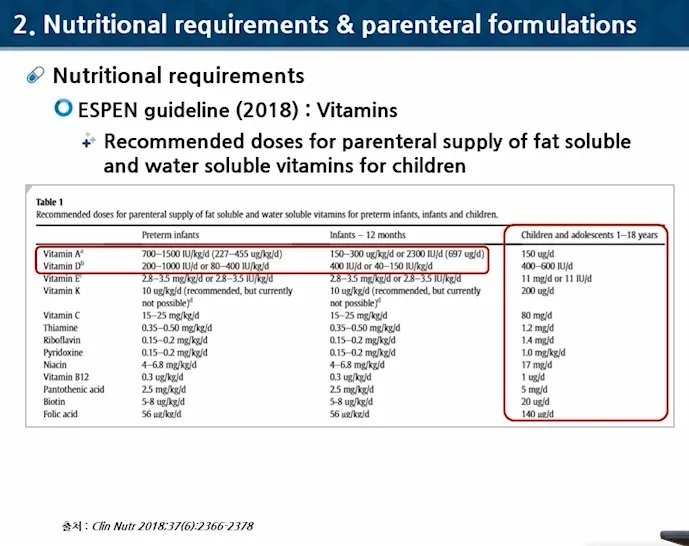 2. Nutritional requirements & parenteral formulations
Nutritional requirements
ESPEN guideline (2018) : Vitamins
Recommended doses for parenteral supply of fat soluble
and water soluble vitamins for children
Table 1
Recommended doses for parenteral supply of fat soluble and water soluble vitamins for preterm infants, infants and children.
Preterm infants Infants – 12 months Children and adolescents 1–18 years
Vitamin Aᵃ 700–1500 IU/kg/d (227–455 ug/kg/d) 150–300 ug/kg/d or 2300 IU/d (697 ug/d) 150 ug/d
Vitamin Dᵇ 200–1000 IU/d or 80–400 IU/kg/d 400 IU/d or 40–150 IU/kg/d 400–600 IU/d
Vitamin Eᶜ 2.8–3.5 mg/kg/d or 2.8–3.5 IU/kg/d 2.8–3.5 mg/kg/d or 2.8–3.5 IU/kg/d 11 mg/d or 11 IU/d
Vitamin K 10 ug/kg/d (recommended, but currently 10 ug/kg/d (recommended, but currently 200 ug/d
not possible)ᵈ not possible)ᵈ
Vitamin C 15–25 mg/kg/d 15–25 mg/kg/d 80 mg/d
Thiamine 0.35–0.50 mg/kg/d 0.35–0.50 mg/kg/d 1.2 mg/d
Riboflavin 0.15–0.2 mg/kg/d 0.15–0.2 mg/kg/d 1.4 mg/d
Pyridoxine 0.15–0.2 mg/kg/d 0.15–0.2 mg/kg/d 1.0 mg/kg/d
Niacin 4–6.8 mg/kg/d 4–6.8 mg/kg/d 17 mg/d
Vitamin B12 0.3 ug/kg/d 0.3 ug/kg/d 1 ug/d
Pantothenic acid 2.5 mg/kg/d 2.5 mg/kg/d 5 mg/d
Biotin 5-8 ug/kg/d 5-8 ug/kg/d 20 ug/d
Folic acid 56 µg/kg/d 56 µg/kg/d 140 µg/d
출처 : Clin Nutr 2018;37(6):2366-2378